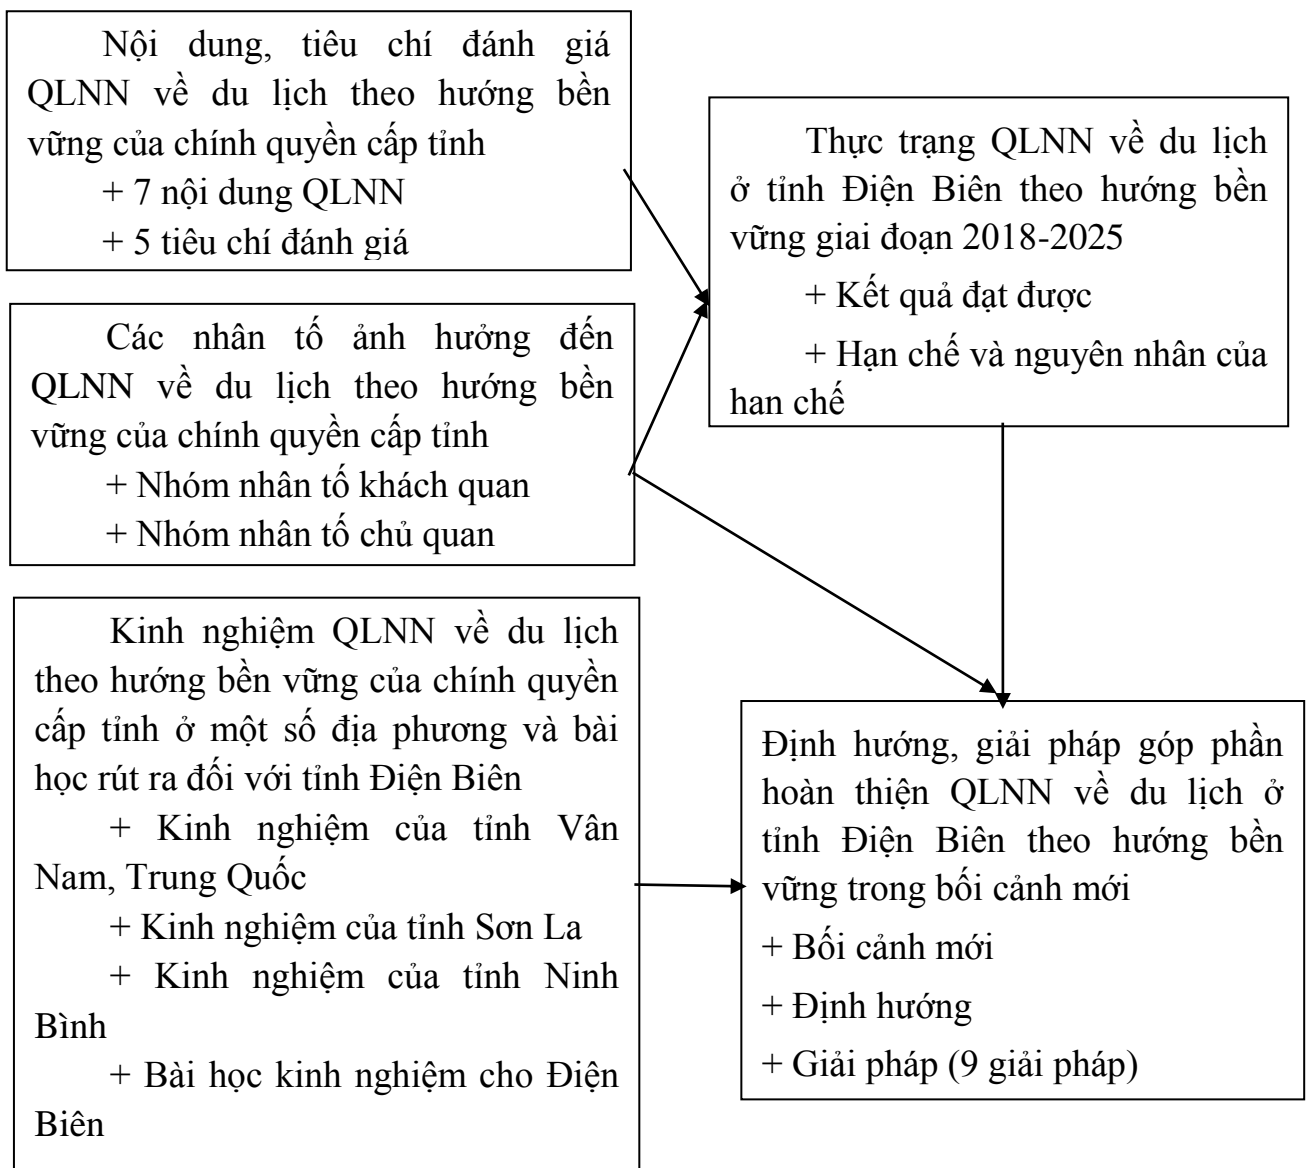 Nội dung, tiêu chí đánh giá
QLNN về du lịch theo hướng bền
vững của chính quyền cấp tỉnh
+ 7 nội dung QLNN
+ 5 tiêu chí đánh giá
Các nhân tố ảnh hưởng đến
QLNN về du lịch theo hướng bền
vững của chính quyền cấp tỉnh
+ Nhóm nhân tố khách quan
+ Nhóm nhân tố chủ quan
Kinh nghiệm QLNN về du lịch
theo hướng bền vững của chính quyền
cấp tỉnh ở một số địa phương và bài
học rút ra đối với tỉnh Điện Biên
+ Kinh nghiệm của tỉnh Vân
Nam, Trung Quốc
+ Kinh nghiệm của tỉnh Sơn La
+ Kinh nghiệm của tỉnh Ninh
Bình
+ Bài học kinh nghiệm cho Điện
Biên
Thực trạng QLNN về du lịch
ở tỉnh Điện Biên theo hướng bền
vững giai đoạn 2018-2025
+ Kết quả đạt được
+ Hạn chế và nguyên nhân của
han chế
Định hướng, giải pháp góp phần
hoàn thiện QLNN về du lịch ở
tỉnh Điện Biên theo hướng bền
vững trong bối cảnh mới
+ Bối cảnh mới
+ Định hướng
+ Giải pháp (9 giải pháp)